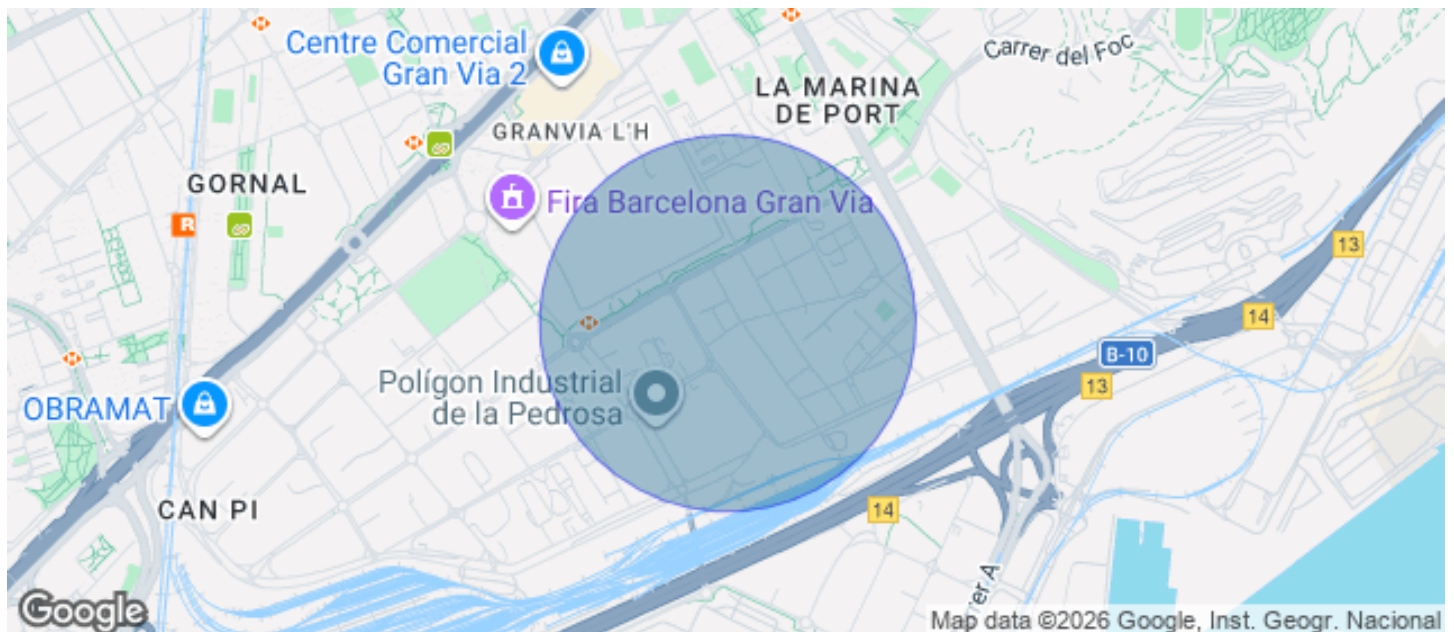 Centre Comercial
Gran Via 2
Carrer del Foc
LA MARINA
DE PORT
GRANVIA L'H
GORNAL
R
Fira Barcelona Gran Via
13
14
B-10
13
Polígon Industrial
de la Pedrosa
OBRAMAT
CAN PI
14
er A
Google
Map data ©2026 Google, Inst. Geogr. Nacional